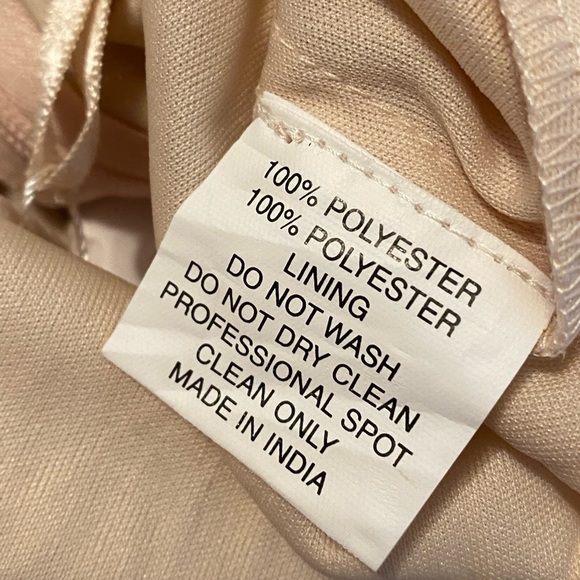 100% POLYESTER
100% POLYESTER
LINING
DO NOT WASH
DO NOT DRY CLEAN
PROFESSIONAL SPOT
CLEAN ONLY
MADE IN INDIA